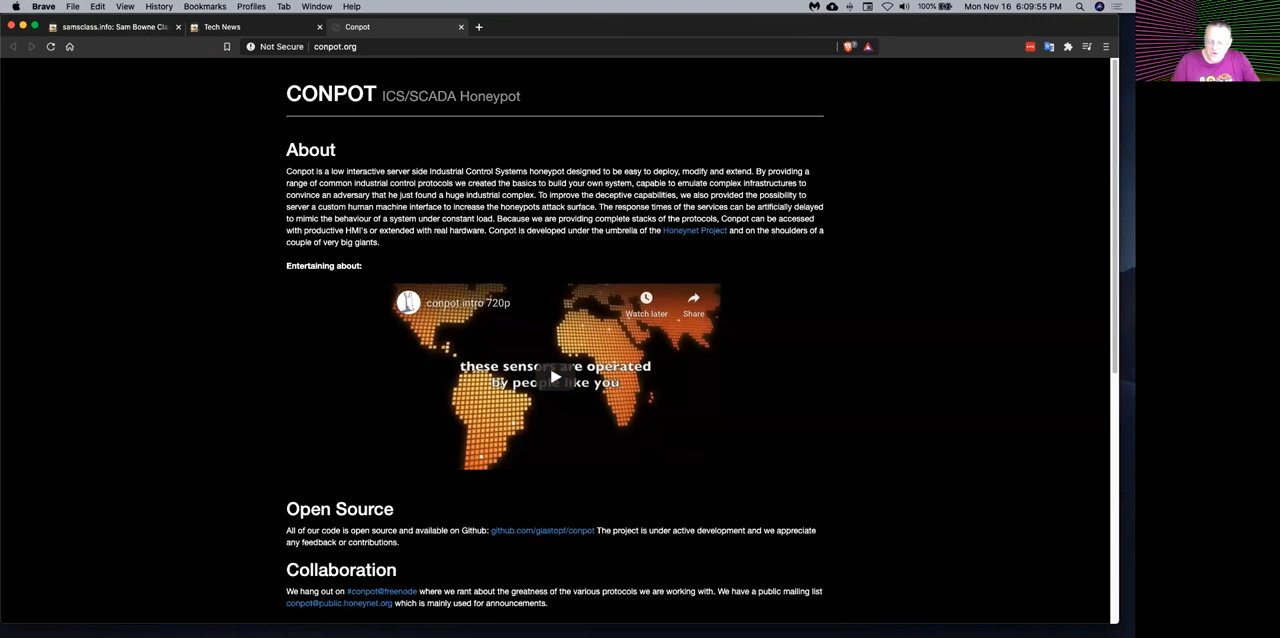 Brave File Edit View History Bookmarks Profiles Tab Window Help 100% Mon Nov 16 6:09:55 PM
samsclass.info: Sam Bowne Cla Tech News Conpot
Not Secure conpot.org
CONPOT ICS/SCADA Honeypot
About
Conpot is a low interactive server side Industrial Control Systems honeypot designed to be easy to deploy, modify and extend. By providing a
range of common industrial control protocols we created the basics to build your own system, capable to emulate complex infrastructures to
convince an adversary that he just found a huge industrial complex. To improve the deceptive capabilities, we also provided the possibility to
server a custom human machine interface to increase the honeypots attack surface. The response times of the services can be artificially delayed
to mimic the behaviour of a system under constant load. Because we are providing complete stacks of the protocols, Conpot can be accessed
with productive HMI's or extended with real hardware. Conpot is developed under the umbrella of the Honeynet Project and on the shoulders of a
couple of very big giants.
Entertaining about:
conpot intro 720p
Watch later Share
these sensors are operated
by people like you
Open Source
All of our code is open source and available on Github: github.com/glastopf/conpot The project is under active development and we appreciate
any feedback or contributions.
Collaboration
We hang out on #conpot@freenode where we rant about the greatness of the various protocols we are working with. We have a public mailing list
conpot@public.honeynet.org which is mainly used for announcements.